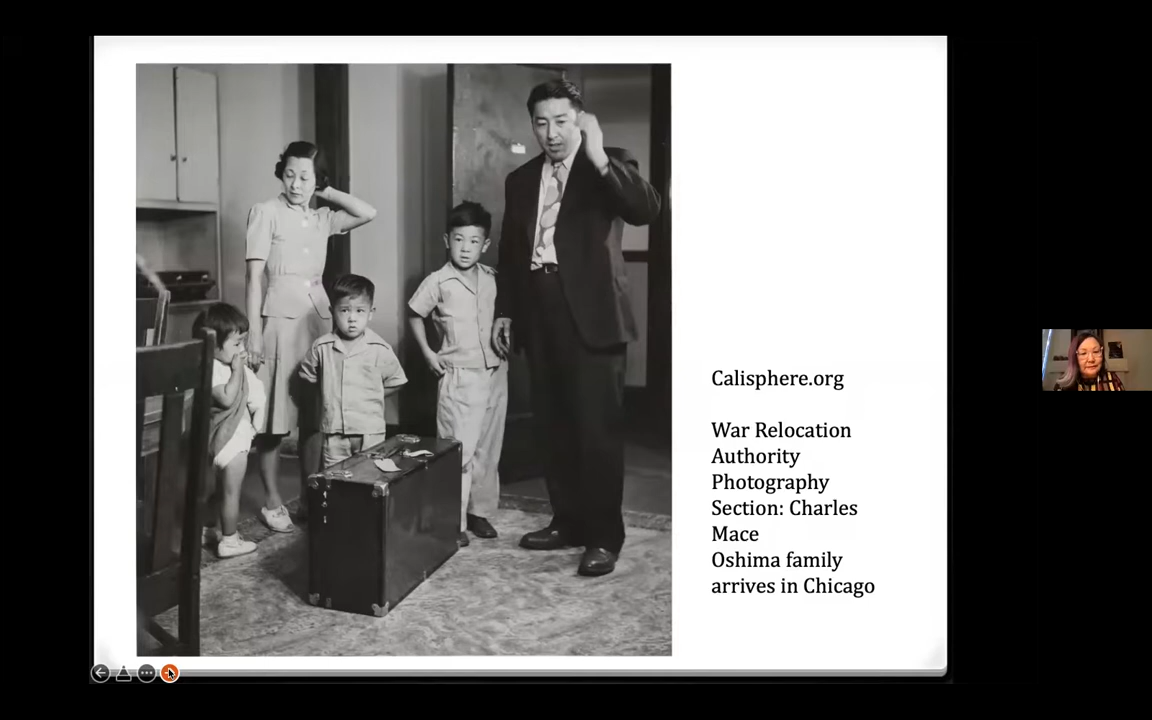 Calisphere.org
War Relocation
Authority
Photography
Section: Charles
Mace
Oshima family
arrives in Chicago